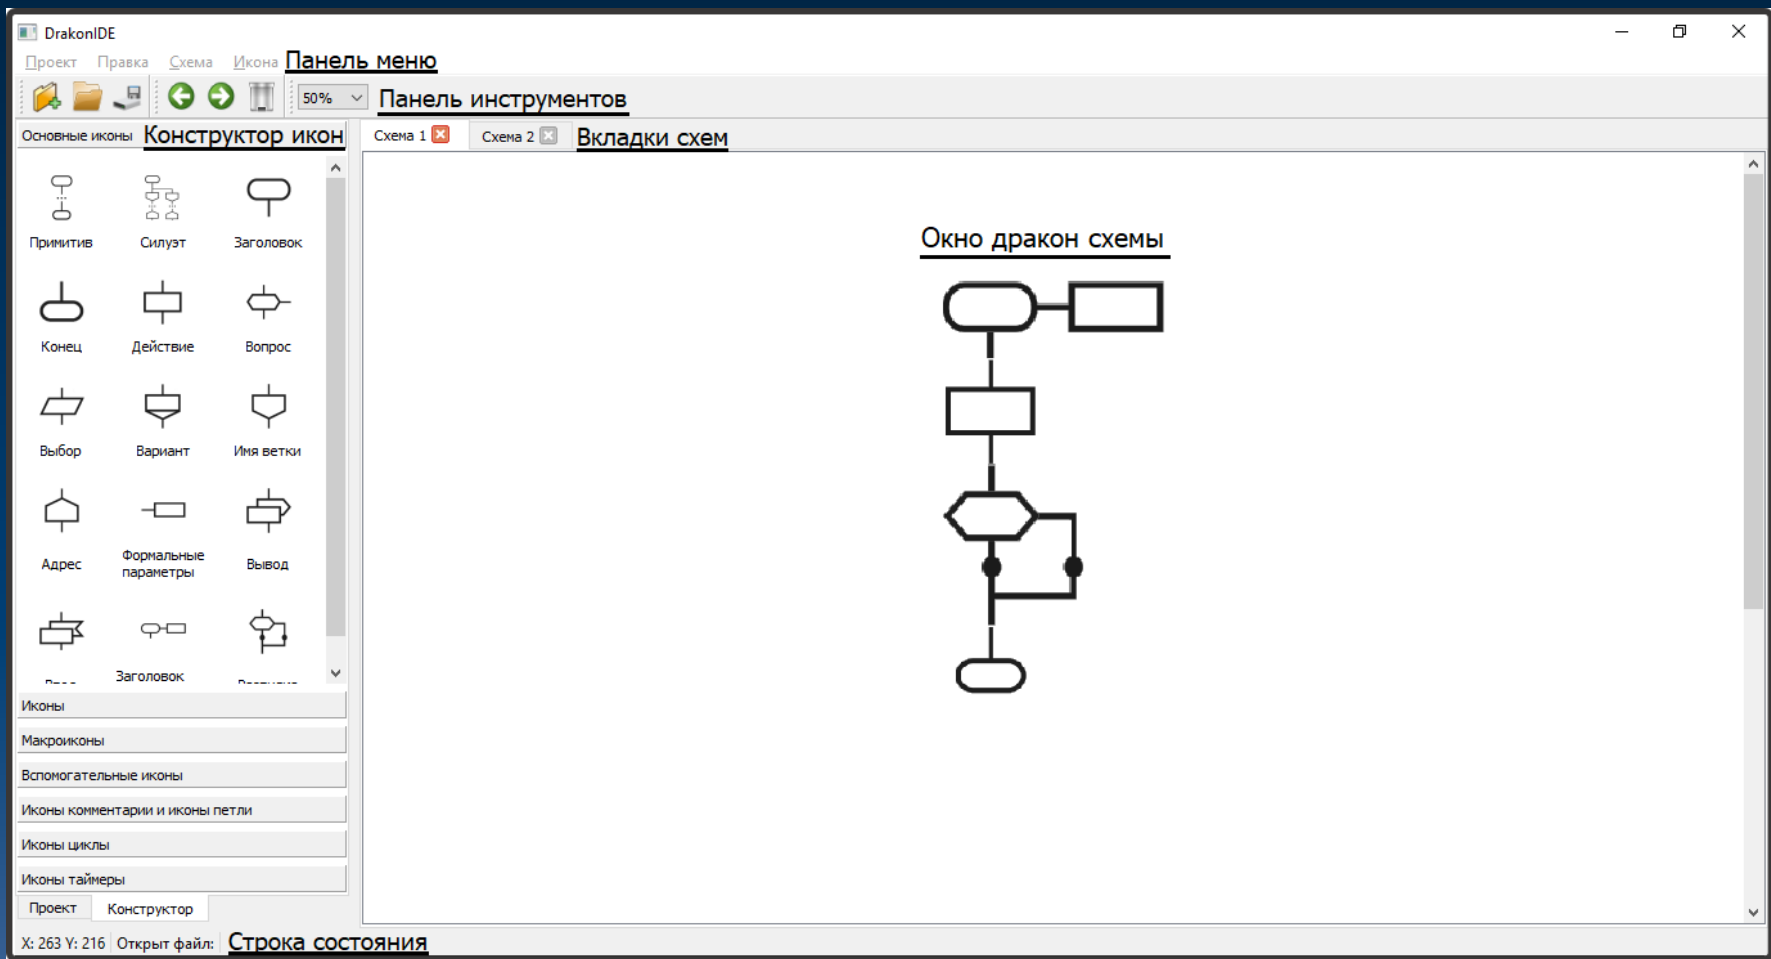 DrakonIDE
Проект Правка Схема Икона Панель меню
50% Панель инструментов
Основные иконы Конструктор икон
Схема 1 Схема 2 Вкладки схем
Примитив Силуэт Заголовок
Окно дракон схемы
Конец Действие Вопрос
Выбор Вариант Имя ветки
Адрес Формальные параметры Вывод
Заголовок
Иконы
Макроиконы
Вспомогательные иконы
Иконы комментарии и иконы петли
Иконы циклы
Иконы таймеры
Проект Конструктор
X: 263 Y: 216 Открыт файл: Строка состояния